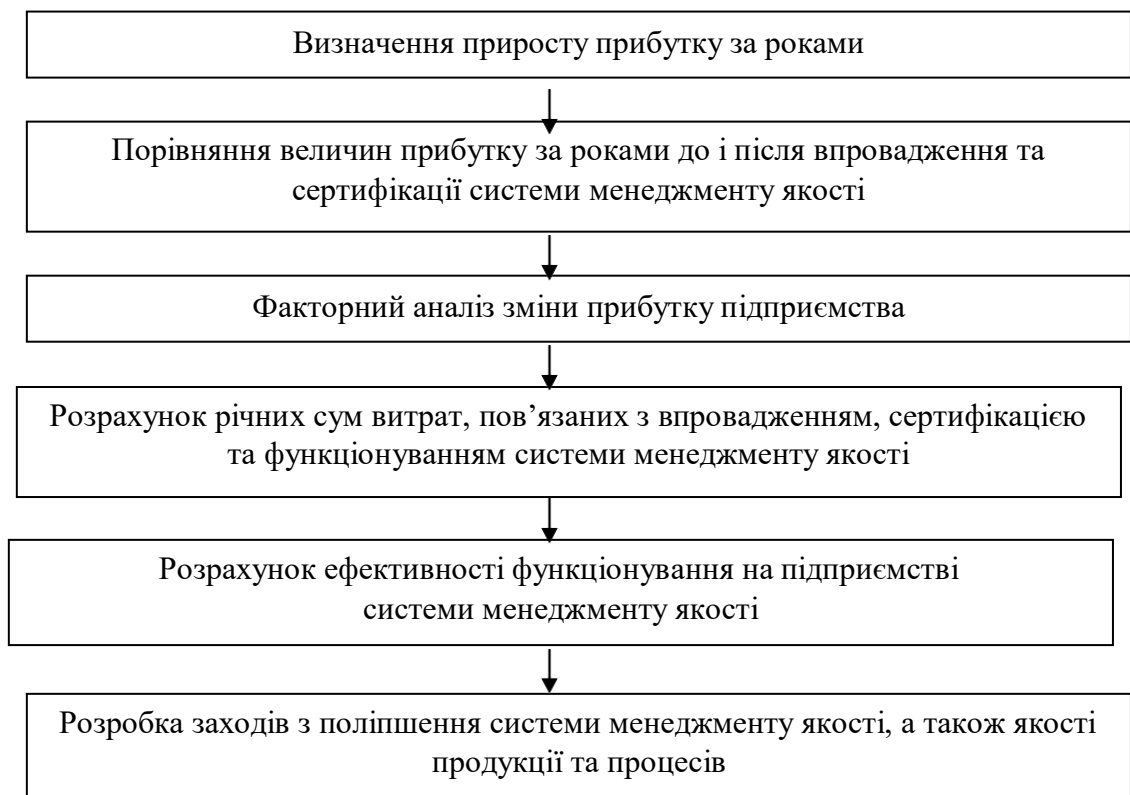 Визначення приросту прибутку за роками
Порівняння величин прибутку за роками до і після впровадження та
сертифікації системи менеджменту якості
Факторний аналіз зміни прибутку підприємства
Розрахунок річних сум витрат, пов’язаних з впровадженням, сертифікацією
та функціонуванням системи менеджменту якості
Розрахунок ефективності функціонування на підприємстві
системи менеджменту якості
Розробка заходів з поліпшення системи менеджменту якості, а також якості
продукції та процесів